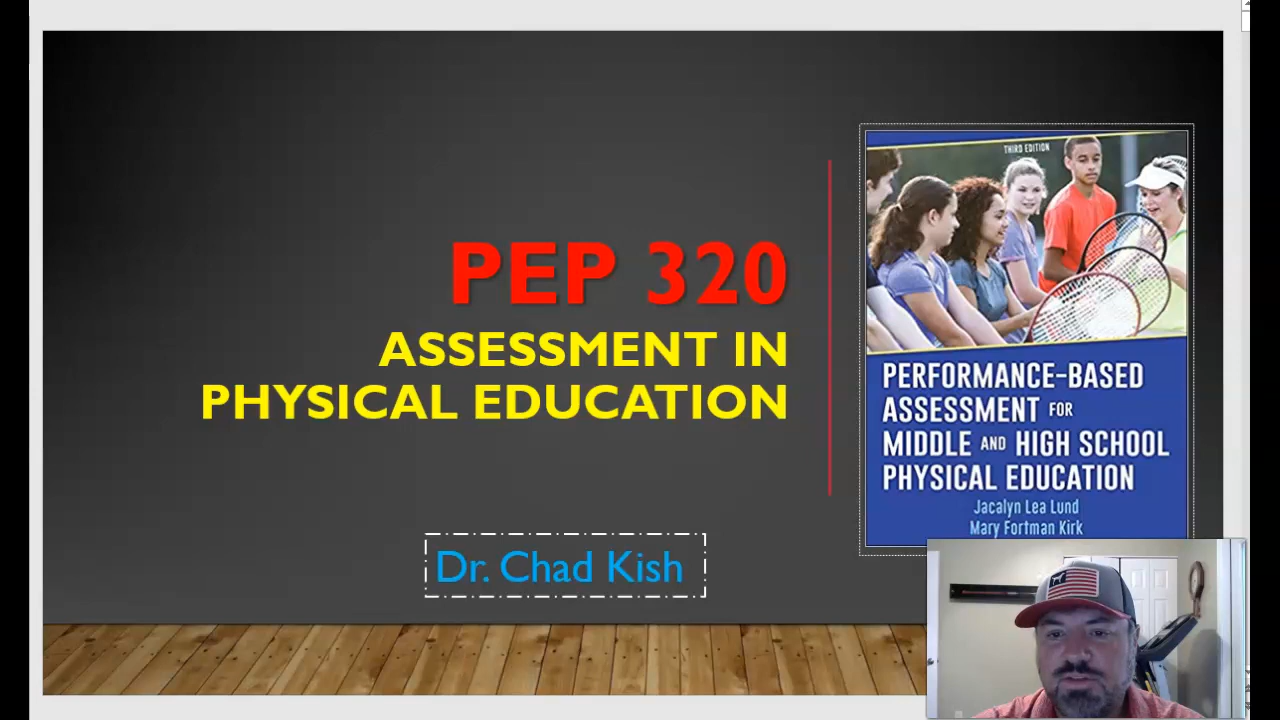 PEP 320
ASSESSMENT IN
PHYSICAL EDUCATION
Dr. Chad Kish
THIRD EDITION
PERFORMANCE-BASED
ASSESSMENT FOR
MIDDLE AND HIGH SCHOOL
PHYSICAL EDUCATION
Jacalyn Lea Lund
Mary Fortman Kirk